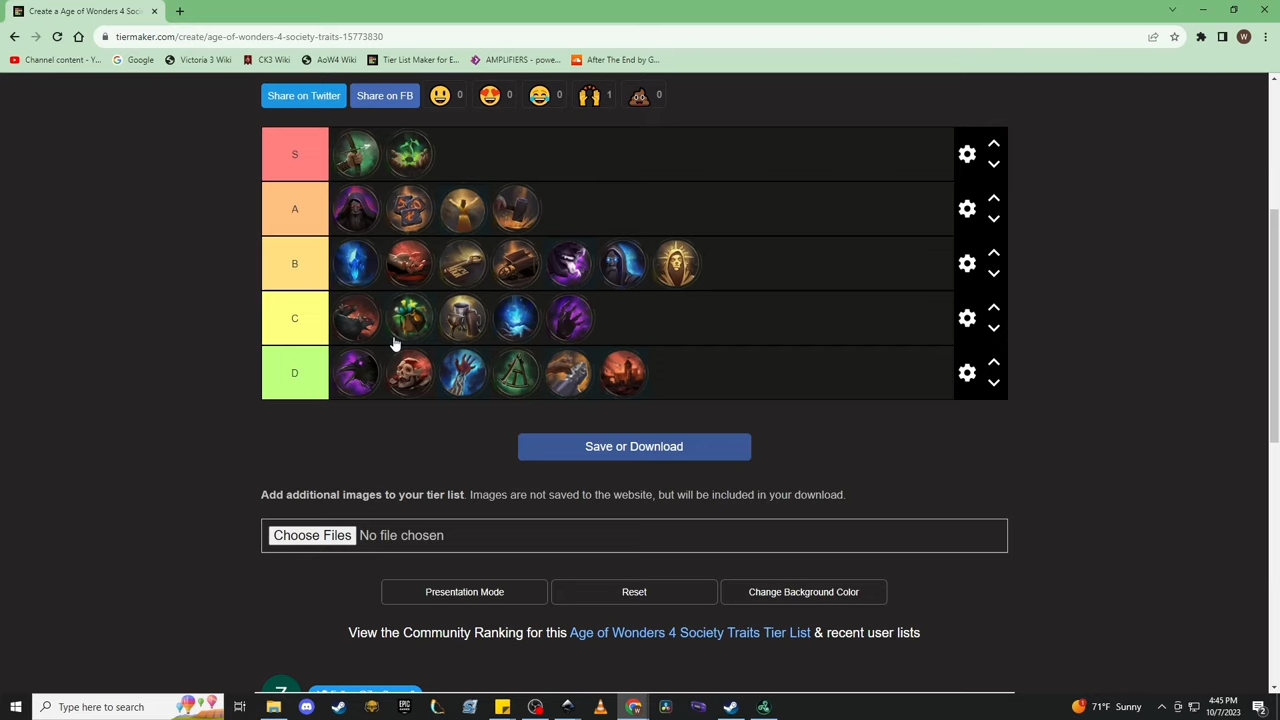 Create a Age of Wonders 4 Soci
tiermaker.com/create/age-of-wonders-4-society-traits-15773830
W
Channel content - Y...
Google
Victoria 3 Wiki
CK3 Wiki
AoW4 Wiki
Tier List Maker for E...
AMPLIFIERS - powe...
After The End by G...
Share on Twitter
Share on FB
0
0
0
1
0
S
A
B
C
D
Save or Download
Add additional images to your tier list. Images are not saved to the website, but will be included in your download.
Choose Files No file chosen
Presentation Mode
Reset
Change Background Color
View the Community Ranking for this Age of Wonders 4 Society Traits Tier List & recent user lists
Type here to search
EPIC
71°F Sunny
4:45 PM
10/7/2023